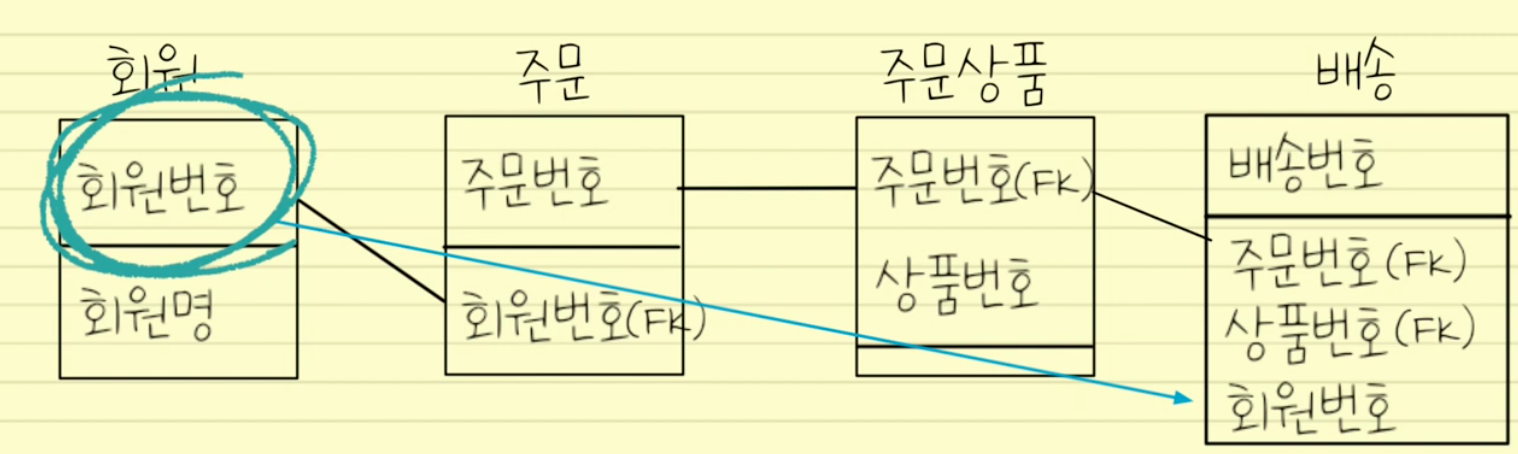 회원
회원번호
회원명
주문
주문번호
회원번호(FK)
주문상품
주문번호(FK)
상품번호
배송
배송번호
주문번호(FK)
상품번호(FK)
회원번호